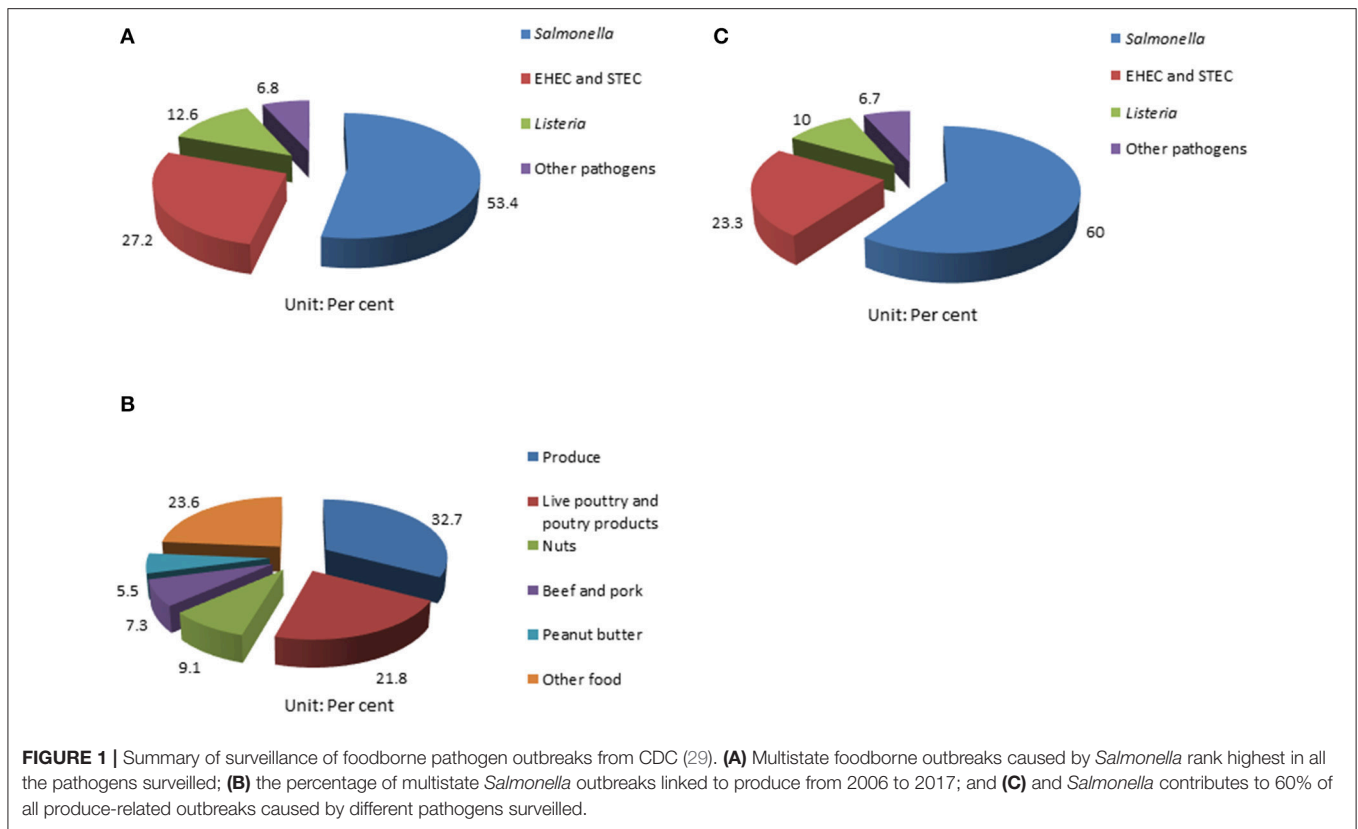 A
Salmonella
EHEC and STEC
Listeria
Other pathogens
6.8
12.6
27.2
53.4
Unit: Per cent
C
Salmonella
EHEC and STEC
Listeria
Other pathogens
6.7
10
23.3
60
Unit: Per cent
B
Produce
Live pouttry and
poutry products
Nuts
Beef and pork
Peanut butter
Other food
23.6
32.7
5.5
7.3
9.1
21.8
Unit: Per cent
FIGURE 1 | Summary of surveillance of foodborne pathogen outbreaks from CDC (29). (A) Multistate foodborne outbreaks caused by Salmonella rank highest in all
the pathogens surveilled; (B) the percentage of multistate Salmonella outbreaks linked to produce from 2006 to 2017; and (C) and Salmonella contributes to 60% of
all produce-related outbreaks caused by different pathogens surveilled.